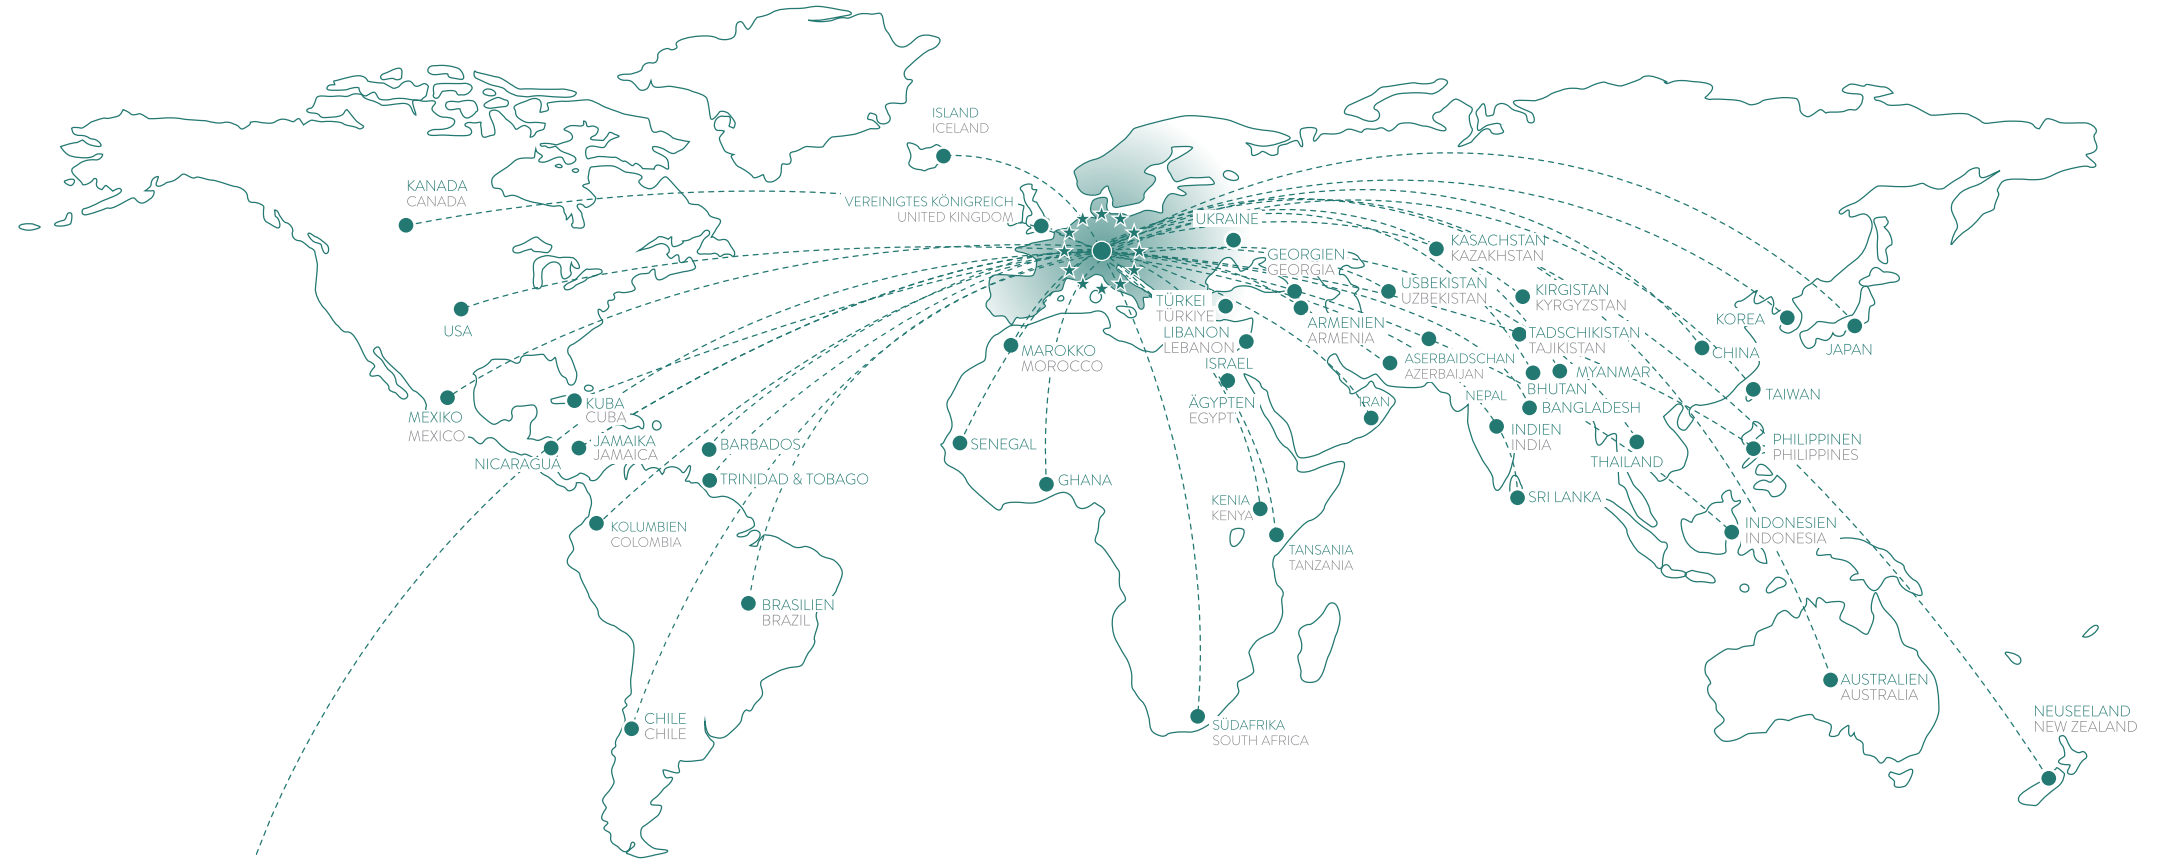 ISLAND
ICELAND
KANADA
CANADA
VEREINIGTES KÖNIGREICH
UNITED KINGDOM
UKRAINE
KASACHSTAN
KAZAKHSTAN
GEORGIEN
GEORGIA
USBEKISTAN
UZBEKISTAN
KIRGISTAN
KYRGYZSTAN
TÜRKEI
TÜRKIYE
USA
ARMENIEN
ARMENIA
KOREA
LIBANON
LEBANON
TADSCHIKISTAN
TAJIKISTAN
MAROKKO
MOROCCO
JAPAN
CHINA
ISRAEL
ASERBAIDSCHAN
AZERBAIJAN
MYANMAR
BHUTAN
TAIWAN
NEPAL
KUBA
CUBA
ÄGYPTEN
EGYPT
IRAN
BANGLADESH
MEXIKO
MEXICO
INDIEN
INDIA
JAMAIKA
JAMAICA
BARBADOS
SENEGAL
PHILIPPINEN
PHILIPPINES
NICARAGUA
THAILAND
TRINIDAD & TOBAGO
GHANA
SRI LANKA
KENIA
KENYA
KOLUMBIEN
COLOMBIA
INDONESIEN
INDONESIA
TANSANIA
TANZANIA
BRASILIEN
BRAZIL
AUSTRALIEN
AUSTRALIA
NEUSEELAND
NEW ZEALAND
CHILE
CHILE
SÜDAFRIKA
SOUTH AFRICA